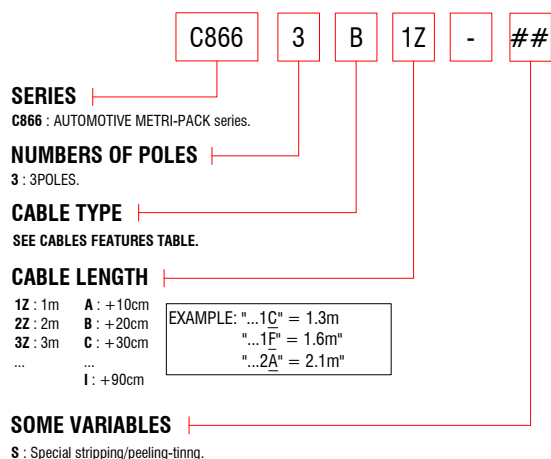 C866 3 B 1Z - ##
SERIES
C866 : AUTOMOTIVE METRI-PACK series.
NUMBERS OF POLES
3 : 3POLES.
CABLE TYPE
SEE CABLES FEATURES TABLE.
CABLE LENGTH
1Z : 1m A : +10cm
2Z : 2m B : +20cm
3Z : 3m C : +30cm
... ...
I : +90cm
EXAMPLE: "...1C" = 1.3m
"...1F" = 1.6m"
"...2A" = 2.1m"
SOME VARIABLES
S : Special stripping/peeling-tinng.